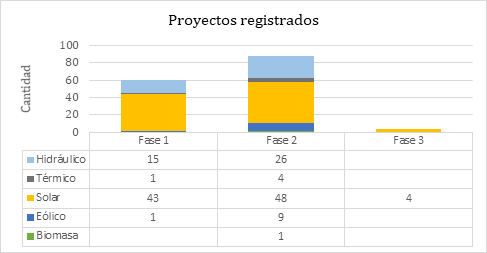 Proyectos registrados
Cantidad
100
80
60
40
20
0
Fase 1 Fase 2 Fase 3
Hidráulico 15 26
Térmico 1 4
Solar 43 48 4
Eólico 1 9
Biomasa 1